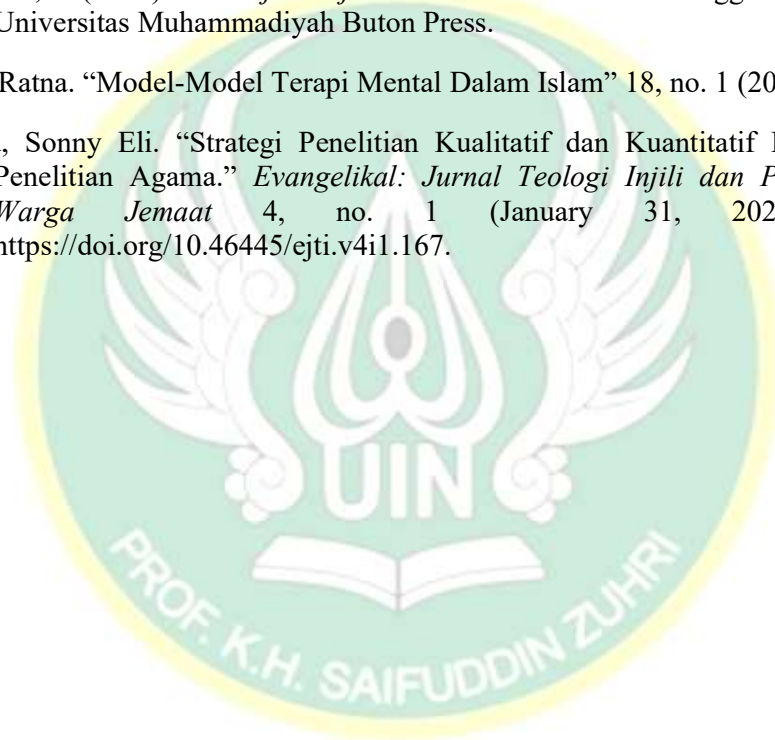 Universitas Muhammadiyah Buton Press.
Ratna. “Model-Model Terapi Mental Dalam Islam” 18, no. 1 (20
, Sonny Eli. “Strategi Penelitian Kualitatif dan Kuantitatif
Penelitian Agama.” Evangelikal: Jurnal Teologi Injili dan P
Warga Jemaat 4, no. 1 (January 31, 202
https://doi.org/10.46445/ejti.v4i1.167.
UIN
PROF. K.H. SAIFUDDIN ZUHRI